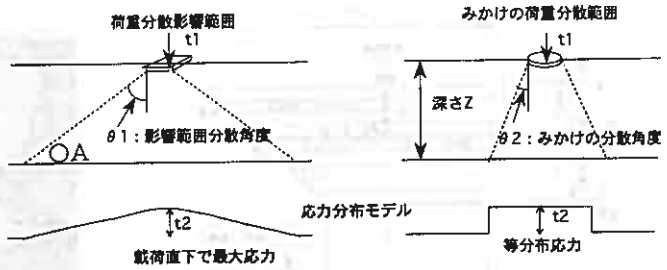 荷重分散影響範囲
t1
θ1：影響範囲分散角度
A
t2
載荷直下で最大応力
応力分布モデル
みかけの荷重分散範囲
t1
深さZ
θ2：みかけの分散角度
t2
等分布応力